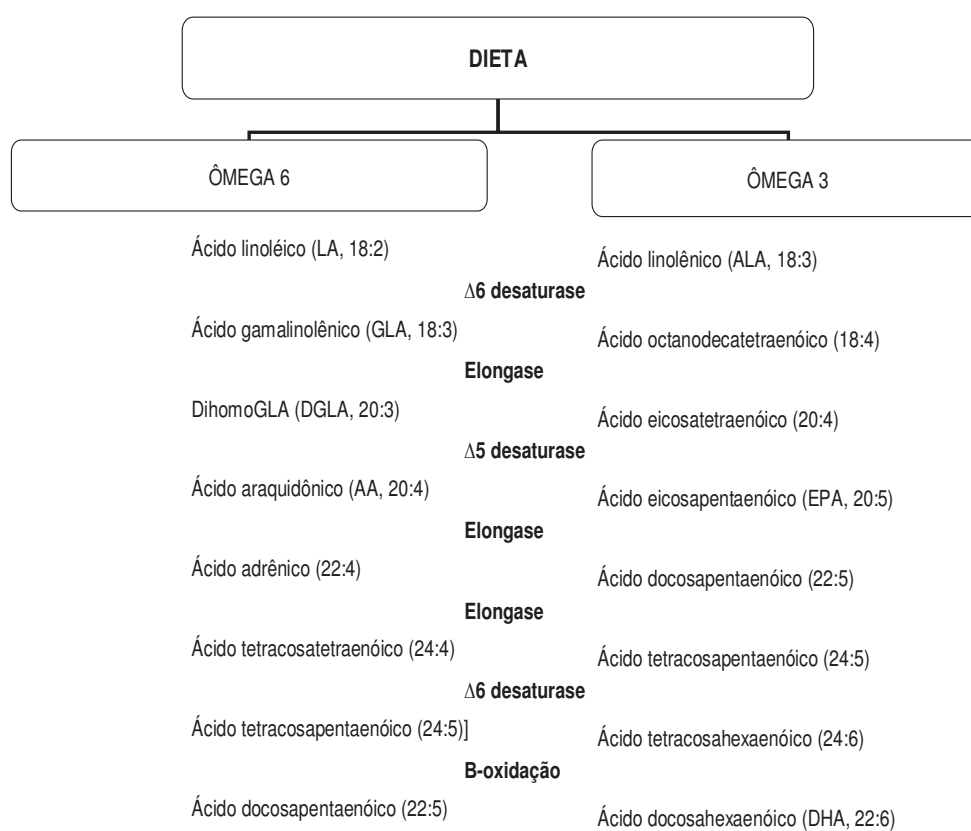 DIETA
ÔMEGA 6
ÔMEGA 3
Ácido linoléico (LA, 18:2)
Ácido linolênico (ALA, 18:3)
∆6 desaturase
Ácido gamalinolênico (GLA, 18:3)
Ácido octanodecatetraenóico (18:4)
Elongase
DihomoGLA (DGLA, 20:3)
Ácido eicosatetraenóico (20:4)
∆5 desaturase
Ácido araquidônico (AA, 20:4)
Ácido eicosapentaenóico (EPA, 20:5)
Elongase
Ácido adrênico (22:4)
Ácido docosapentaenóico (22:5)
Elongase
Ácido tetracosatetraenóico (24:4)
Ácido tetracosapentaenóico (24:5)
∆6 desaturase
Ácido tetracosapentaenóico (24:5)]
Ácido tetracosahexaenóico (24:6)
B-oxidação
Ácido docosapentaenóico (22:5)
Ácido docosahexaenóico (DHA, 22:6)